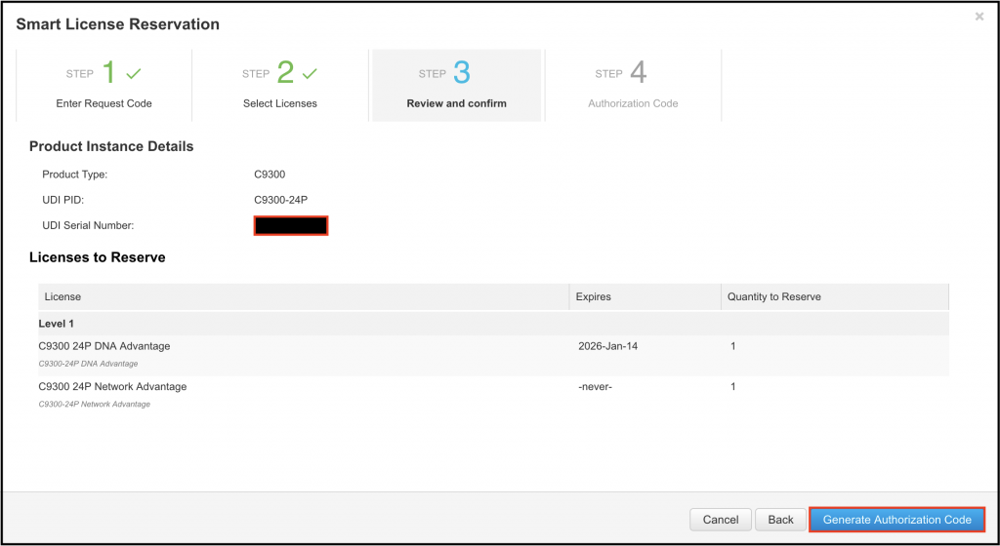 Smart License Reservation
×
STEP 1 ✓
Enter Request Code
STEP 2 ✓
Select Licenses
STEP 3
Review and confirm
STEP 4
Authorization Code
Product Instance Details
Product Type: C9300
UDI PID: C9300-24P
UDI Serial Number:
Licenses to Reserve
License Expires Quantity to Reserve
Level 1
C9300 24P DNA Advantage 2026-Jan-14 1
C9300-24P DNA Advantage
C9300 24P Network Advantage -never- 1
C9300-24P Network Advantage
Cancel Back Generate Authorization Code